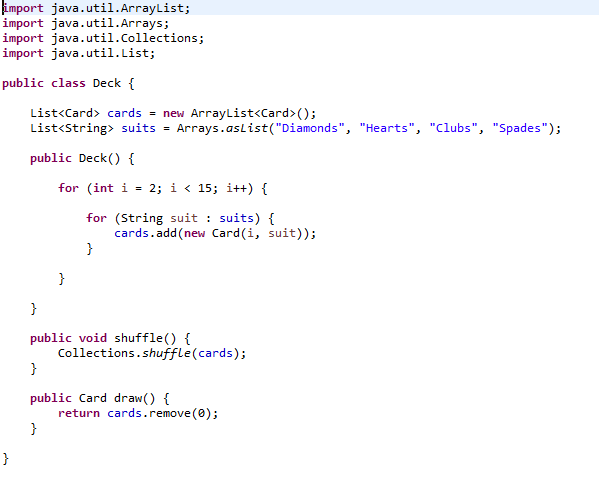 import java.util.ArrayList;
import java.util.Arrays;
import java.util.Collections;
import java.util.List;
public class Deck {
List<Card> cards = new ArrayList<Card>();
List<String> suits = Arrays.asList("Diamonds", "Hearts", "Clubs", "Spades");
public Deck() {
for (int i = 2; i < 15; i++) {
for (String suit : suits) {
cards.add(new Card(i, suit));
}
}
}
public void shuffle() {
Collections.shuffle(cards);
}
public Card draw() {
return cards.remove(0);
}
}